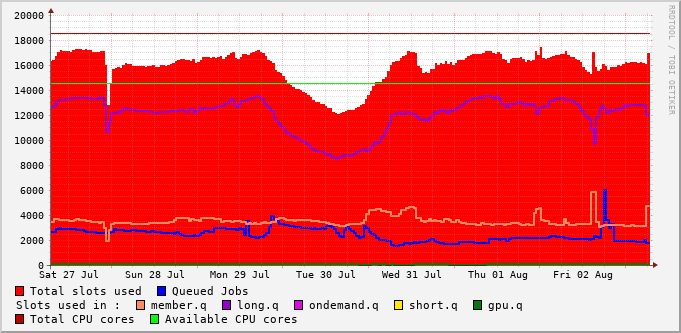 20000
18000
16000
14000
12000
10000
8000
6000
4000
2000
0
Sat 27 Jul Sun 28 Jul Mon 29 Jul Tue 30 Jul Wed 31 Jul Thu 01 Aug Fri 02 Aug
Total slots used Queued Jobs
Slots used in : member.q long.q ondemand.q short.q gpu.q
Total CPU cores Available CPU cores
RRDTOOL / TOBI OETIKER